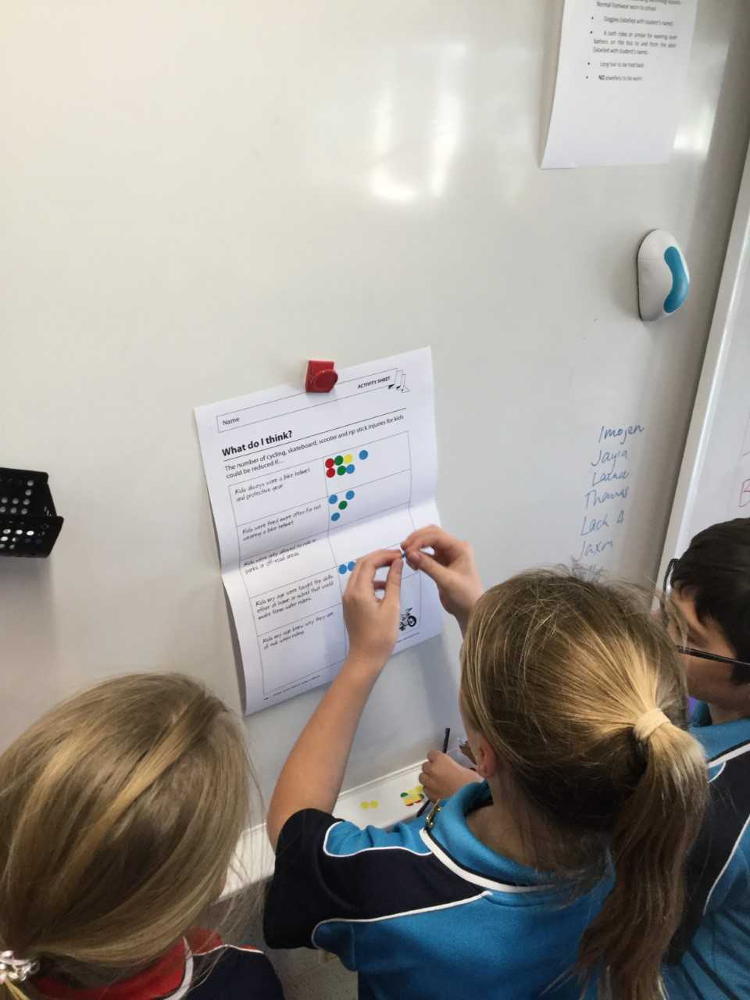 Normal footwear worn to school
Goggles (labelled with student's name)
A bath robe or similar for wearing over
bathers on the bus to and from the pool
(labelled with student's name).
Long hair to be tied back
NO jewellery to be worn
ACTIVITY SHEET
Name
What do I think?
The number of cycling, skateboard, scooter and rip stick injuries for kids
could be reduced if...
Kids always wore a bike helmet
and protective gear
Kids were fined more often for not
wearing a bike helmet
Kids were only allowed to ride in
parks or off-road areas
Kids my age were taught the skills
either at home or school that would
make them safer riders
Kids my age knew why they are
at risk when riding
Imojen
Jayla
Thomas
Lack B
Jaxon